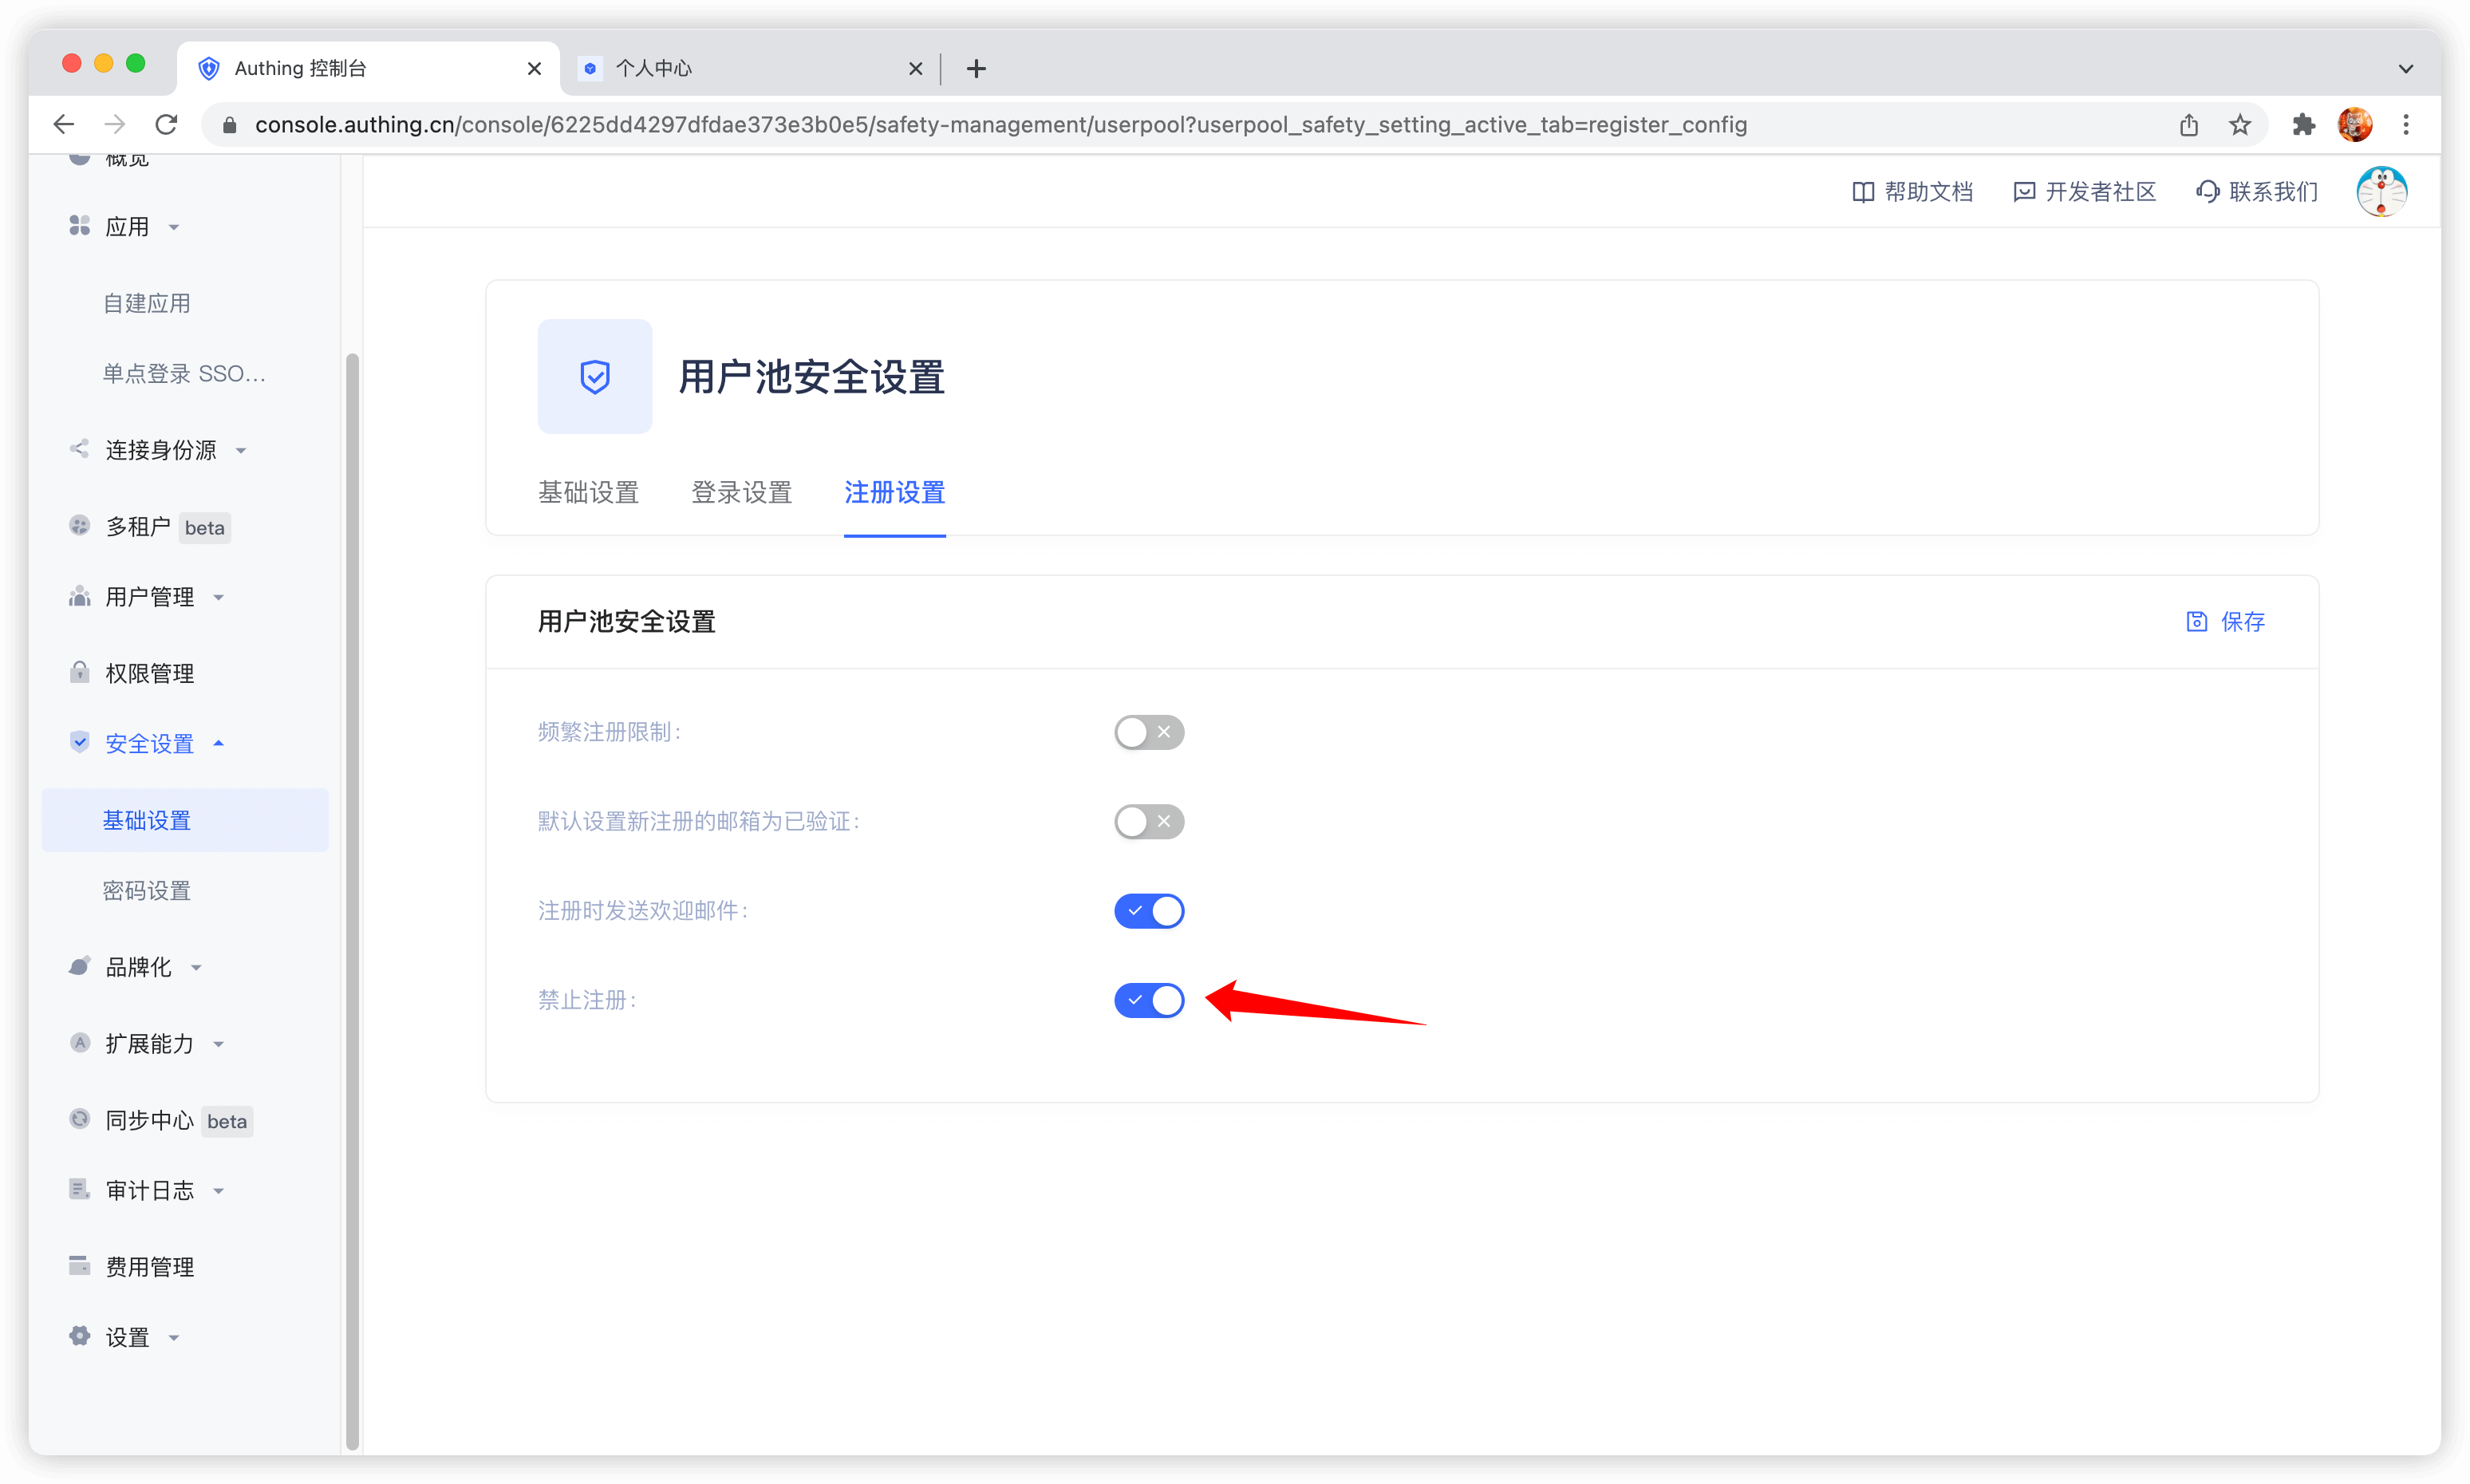 Authing 控制台
个人中心
console.authing.cn/console/6225dd4297dfdae373e3b0e5/safety-management/userpool?userpool_safety_setting_active_tab=register_config
概览
应用
自建应用
单点登录 SSO...
连接身份源
多租户 beta
用户管理
权限管理
安全设置
基础设置
密码设置
品牌化
扩展能力
同步中心 beta
审计日志
费用管理
设置
帮助文档 开发者社区 联系我们
用户池安全设置
基础设置 登录设置 注册设置
用户池安全设置
保存
频繁注册限制：
默认设置新注册的邮箱为已验证：
注册时发送欢迎邮件：
禁止注册：